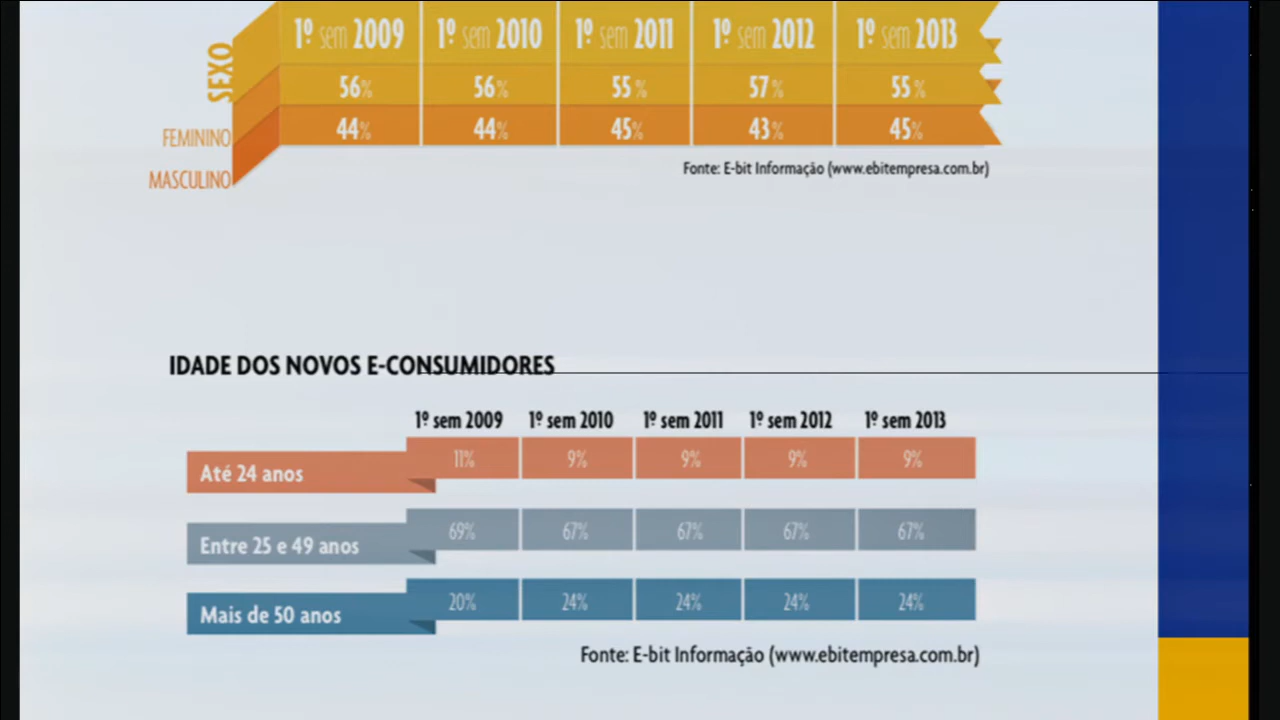 SEXO
1º sem 2009 1º sem 2010 1º sem 2011 1º sem 2012 1º sem 2013
56% 56% 55% 57% 55%
FEMININO 44% 44% 45% 43% 45%
MASCULINO
Fonte: E-bit Informação (www.ebitempresa.com.br)
IDADE DOS NOVOS E-CONSUMIDORES
1º sem 2009 1º sem 2010 1º sem 2011 1º sem 2012 1º sem 2013
Até 24 anos 11% 9% 9% 9% 9%
Entre 25 e 49 anos 69% 67% 67% 67% 67%
Mais de 50 anos 20% 24% 24% 24% 24%
Fonte: E-bit Informação (www.ebitempresa.com.br)